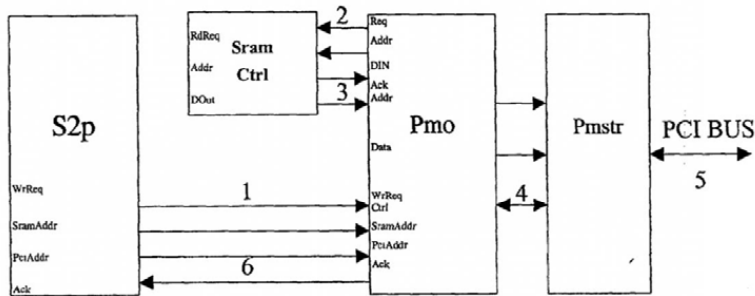 2
Req
RdReq
Sram
Addr
Ctrl
Addr
DIN
Ack
DOut
3
Addr
S2p
Pmo
Pmstr
PCI BUS
Data
5
WrReq
1
WrReq
Ctrl
4
SramAddr
SramAddr
PciAddr
PciAddr
6
Ack
Ack